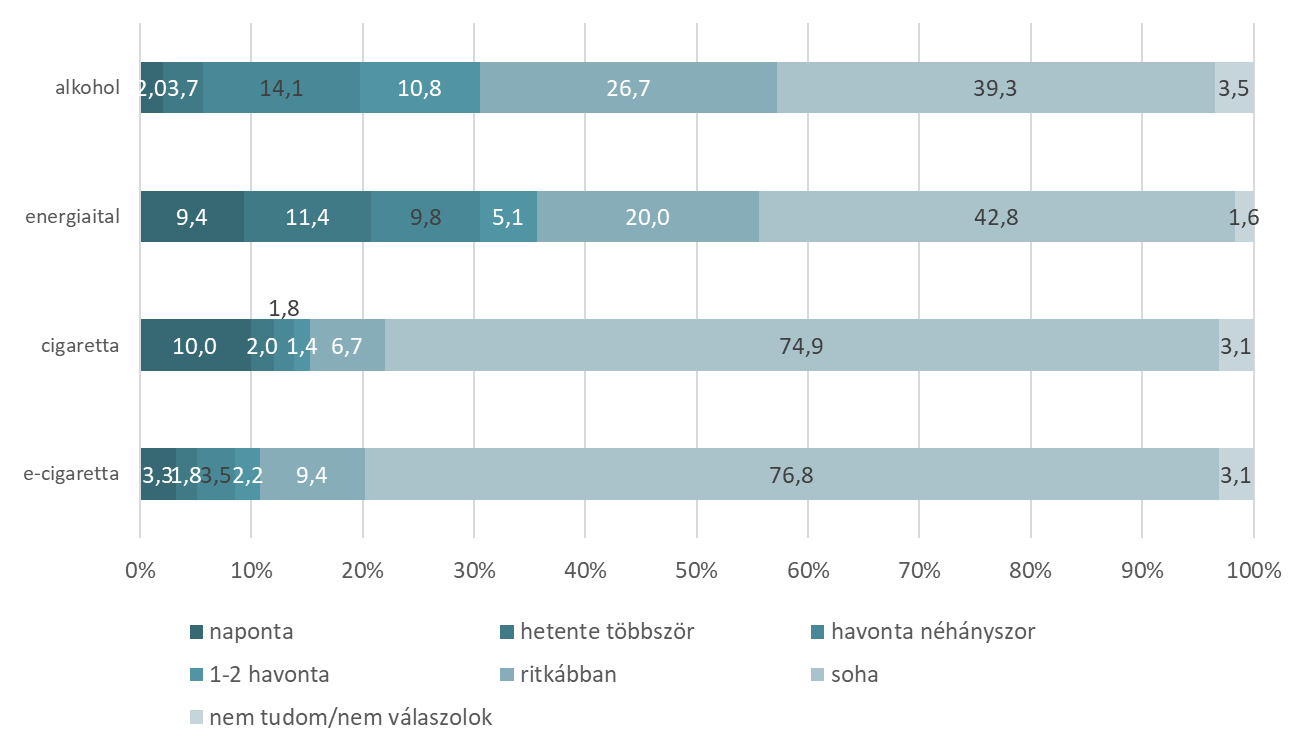 alkohol 2,0 3,7 14,1 10,8 26,7 39,3 3,5
energiaital 9,4 11,4 9,8 5,1 20,0 42,8 1,6
1,8
cigaretta 10,0 2,0 1,4 6,7 74,9 3,1
e-cigaretta 3,3 1,8 3,5 2,2 9,4 76,8 3,1
0% 10% 20% 30% 40% 50% 60% 70% 80% 90% 100%
naponta hetente többször havonta néhányszor
1-2 havonta ritkábban soha
nem tudom/nem válaszolok